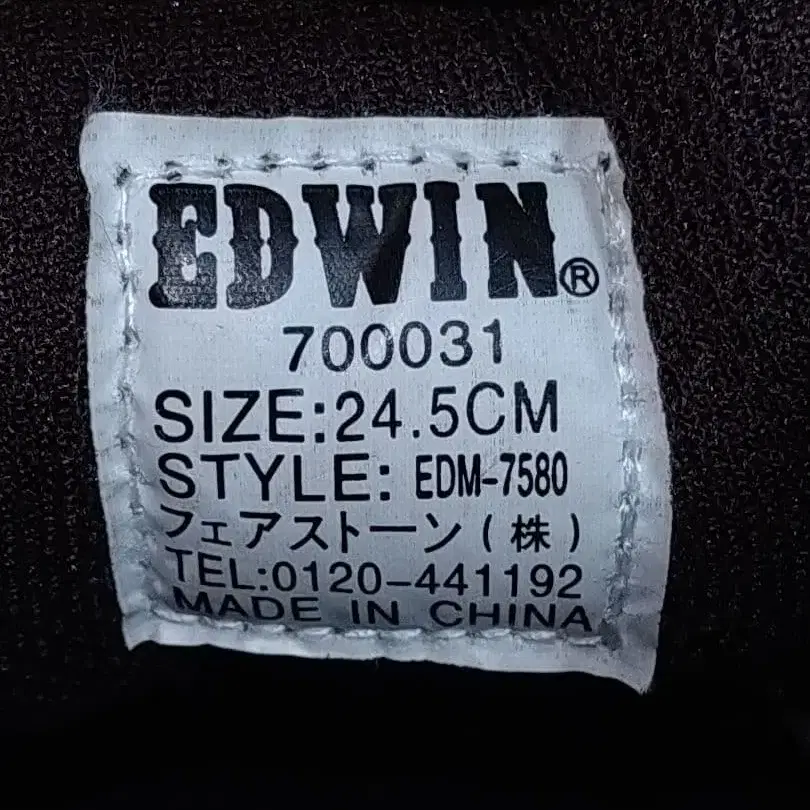 EDWIN®
700031
SIZE:24.5CM
STYLE: EDM-7580
フェアストーン(株)
TEL:0120-441192
MADE IN CHINA